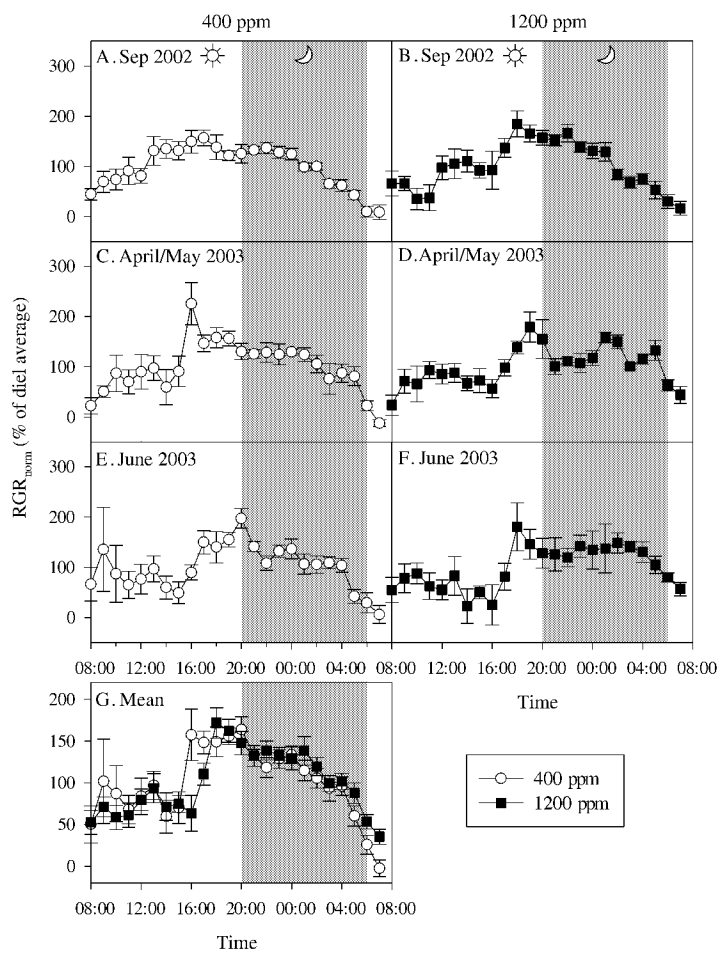 400 ppm 1200 ppm
A. Sep 2002 B. Sep 2002
300
200
100
0
C. April/May 2003 D. April/May 2003
300
200
100
0
RGRnorm (% of diel average)
E. June 2003 F. June 2003
300
200
100
0
08:00 12:00 16:00 20:00 00:00 04:00 08:00 12:00 16:00 20:00 00:00 04:00 08:00
Time
G. Mean
200
150
100
50
0
400 ppm
1200 ppm
08:00 12:00 16:00 20:00 00:00 04:00 08:00
Time